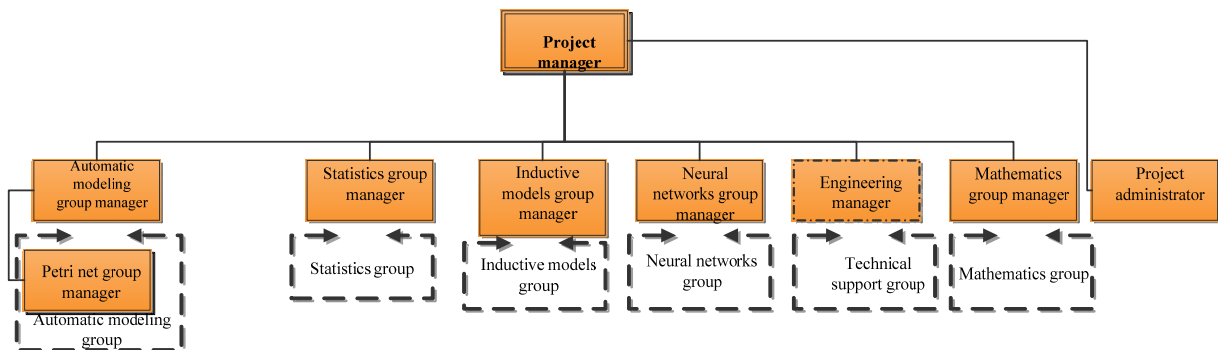 Project
manager
Automatic
modeling
group manager
Statistics group
manager
Inductive
models group
manager
Neural
networks group
manager
Engineering
manager
Mathematics
group manager
Project
administrator
Petri net group
manager
Automatic modeling
group
Statistics group
Inductive models
group
Neural networks
group
Technical
support group
Mathematics group